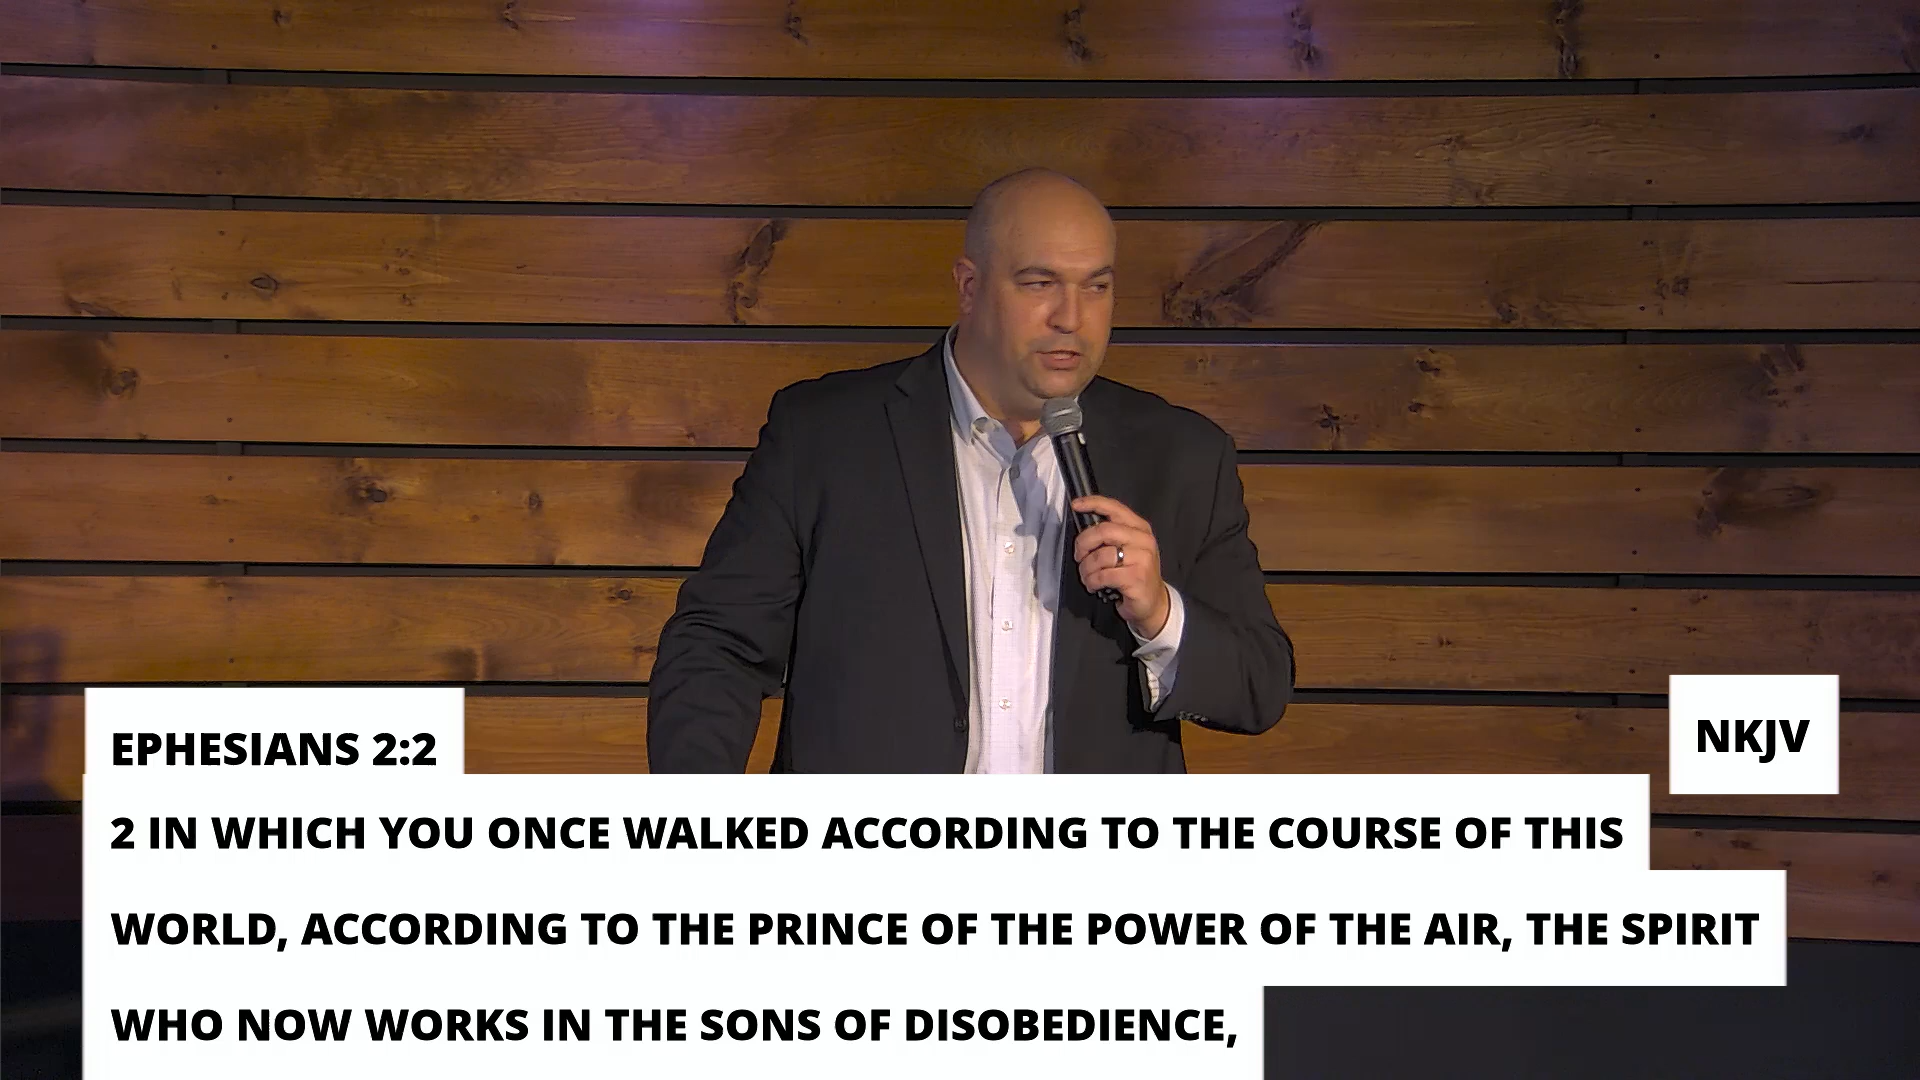 EPHESIANS 2:2
NKJV
2 IN WHICH YOU ONCE WALKED ACCORDING TO THE COURSE OF THIS
WORLD, ACCORDING TO THE PRINCE OF THE POWER OF THE AIR, THE SPIRIT
WHO NOW WORKS IN THE SONS OF DISOBEDIENCE,